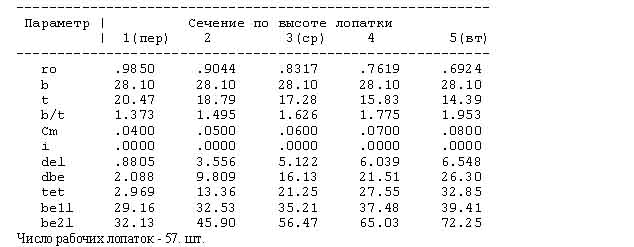 Параметр | Сечение по высоте лопатки
| 1(пер) 2 3(ср) 4 5(вт)
ro .9850 .9044 .8317 .7619 .6924
b 28.10 28.10 28.10 28.10 28.10
t 20.47 18.79 17.28 15.83 14.39
b/t 1.373 1.495 1.626 1.775 1.953
Cm .0400 .0500 .0600 .0700 .0800
i .0000 .0000 .0000 .0000 .0000
del .8805 3.556 5.122 6.039 6.548
dbe 2.088 9.809 16.13 21.51 26.30
tet 2.969 13.36 21.25 27.55 32.85
be1l 29.16 32.53 35.21 37.48 39.41
be2l 32.13 45.90 56.47 65.03 72.25
Число рабочих лопаток - 57. шт.